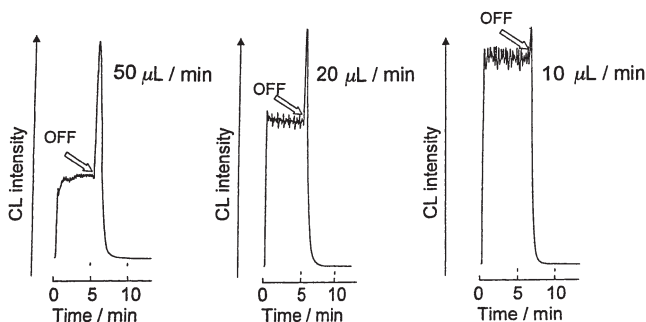 CL intensity
OFF
50 μL / min
0 5 10
Time / min
CL intensity
OFF
20 μL / min
0 5 10
Time / min
CL intensity
OFF
10 μL / min
0 5 10
Time / min